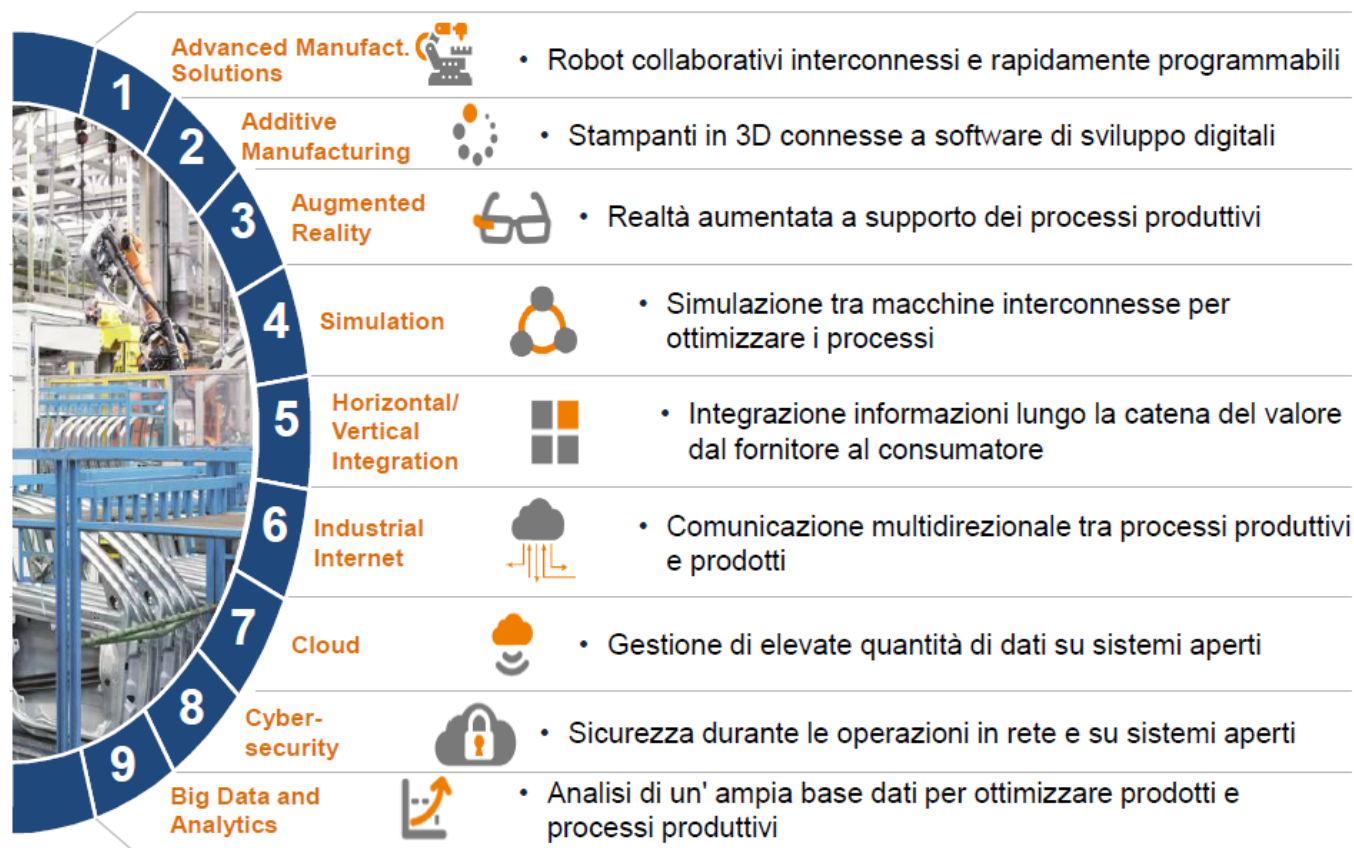 1
Advanced Manufact.
Solutions
• Robot collaborativi interconnessi e rapidamente programmabili
2
Additive
Manufacturing
• Stampanti in 3D connesse a software di sviluppo digitali
3
Augmented
Reality
• Realtà aumentata a supporto dei processi produttivi
4
Simulation
• Simulazione tra macchine interconnesse per
ottimizzare i processi
5
Horizontal/
Vertical
Integration
• Integrazione informazioni lungo la catena del valore
dal fornitore al consumatore
6
Industrial
Internet
• Comunicazione multidirezionale tra processi produttivi
e prodotti
7
Cloud
• Gestione di elevate quantità di dati su sistemi aperti
8
Cyber-
security
• Sicurezza durante le operazioni in rete e su sistemi aperti
9
Big Data and
Analytics
• Analisi di un' ampia base dati per ottimizzare prodotti e
processi produttivi